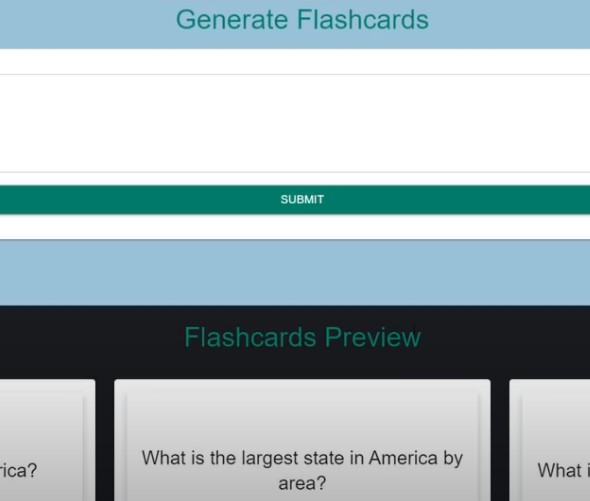 Generate Flashcards
SUBMIT
Flashcards Preview
rica?
What is the largest state in America by
area?
What i